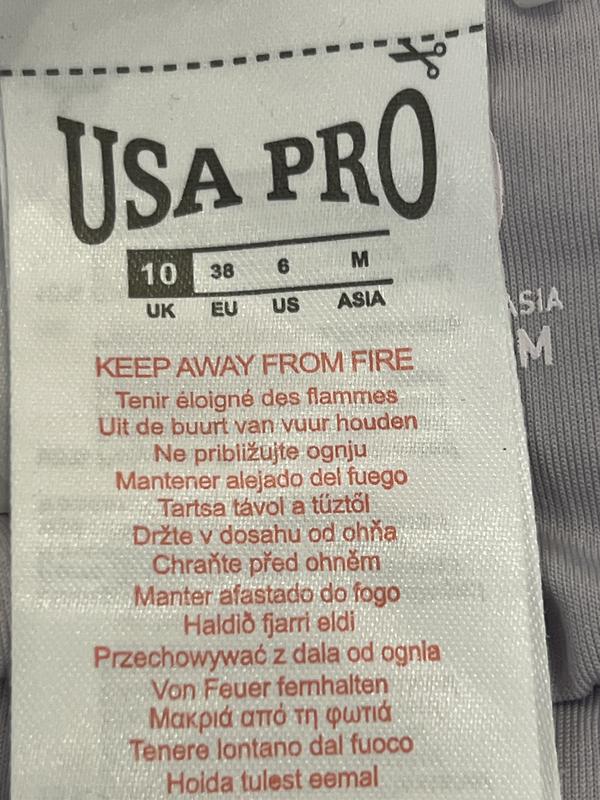 USA PRO
10 38 6 M
UK EU US ASIA
KEEP AWAY FROM FIRE
Tenir éloigné des flammes
Uit de buurt van vuur houden
Ne približujte ognju
Mantener alejado del fuego
Tartsa távol a tűztől
Držte v dosahu od ohňa
Chraňte před ohněm
Manter afastado do fogo
Haldið fjarri eldi
Przechowywać z dala od ognia
Von Feuer fernhalten
Μακριά από τη φωτιά
Tenere lontano dal fuoco
Hoida tulest eemal
ASIA
M